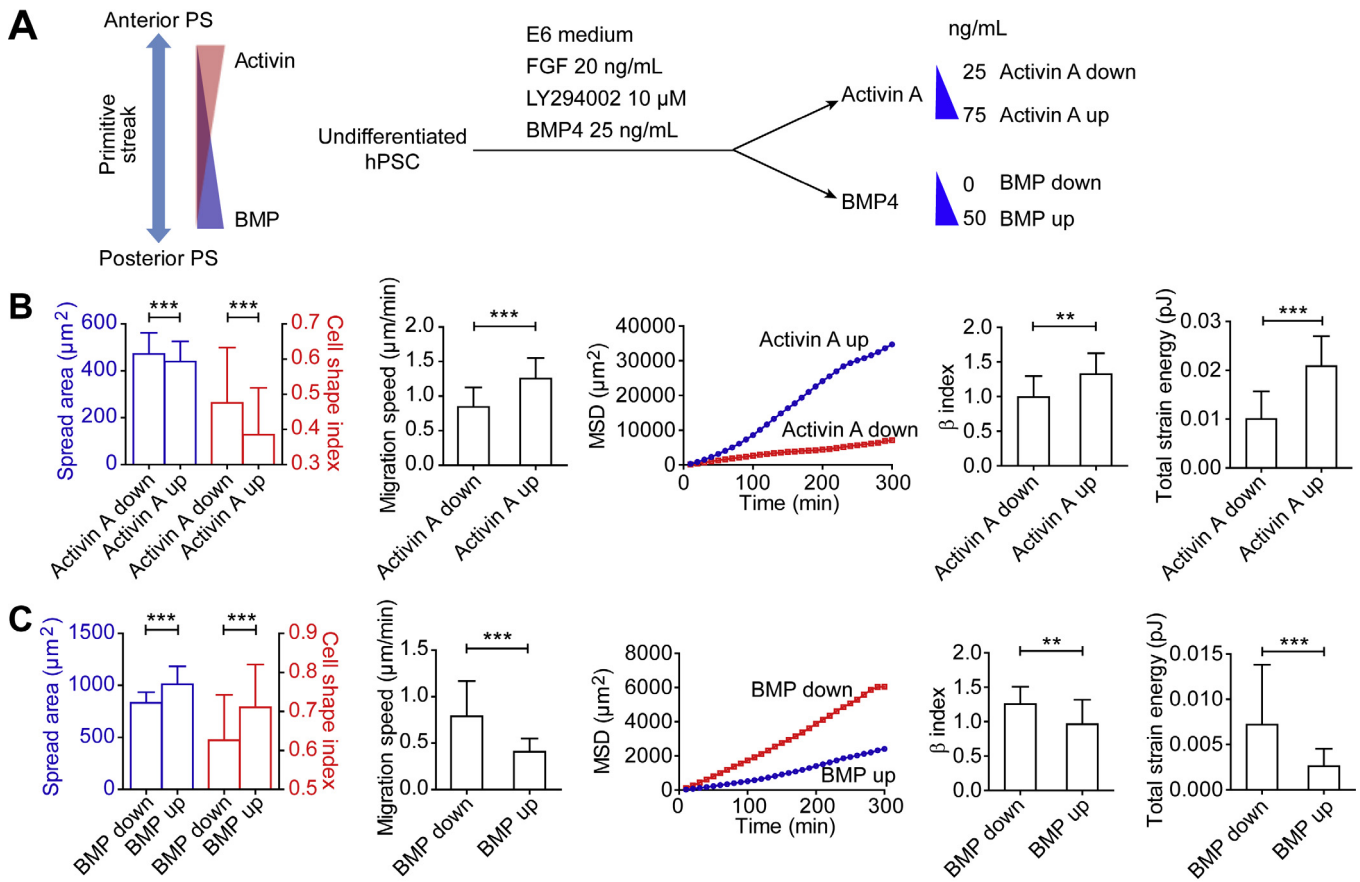 A
Anterior PS
Activin
Primitive
streak
BMP
Posterior PS
Undifferentiated
hPSC
E6 medium
FGF 20 ng/mL
LY294002 10 µM
BMP4 25 ng/mL
Activin A
BMP4
ng/mL
25 Activin A down
75 Activin A up
0 BMP down
50 BMP up
B
Spread area (µm²)
600
400
200
0
***
***
0.7
0.6
0.5
0.4
0.3
Cell shape index
Activin A down
Activin A up
Activin A down
Activin A up
Migration speed (µm/min)
2.0
1.5
1.0
0.5
0.0
***
Activin A down
Activin A up
MSD (µm²)
40000
30000
20000
10000
0
Activin A up
Activin A down
0 100 200 300
Time (min)
β index
2.0
1.5
1.0
0.5
0.0
**
Activin A down
Activin A up
Total strain energy (pJ)
0.03
0.02
0.01
0.00
***
Activin A down
Activin A up
C
Spread area (µm²)
1500
1000
500
0
***
***
0.9
0.8
0.7
0.6
0.5
Cell shape index
BMP down
BMP up
BMP down
BMP up
Migration speed (µm/min)
1.5
1.0
0.5
0.0
***
BMP down
BMP up
MSD (µm²)
8000
6000
4000
2000
0
BMP down
BMP up
0 100 200 300
Time (min)
β index
2.0
1.5
1.0
0.5
0.0
**
BMP down
BMP up
Total strain energy (pJ)
0.015
0.010
0.005
0.000
***
BMP down
BMP up